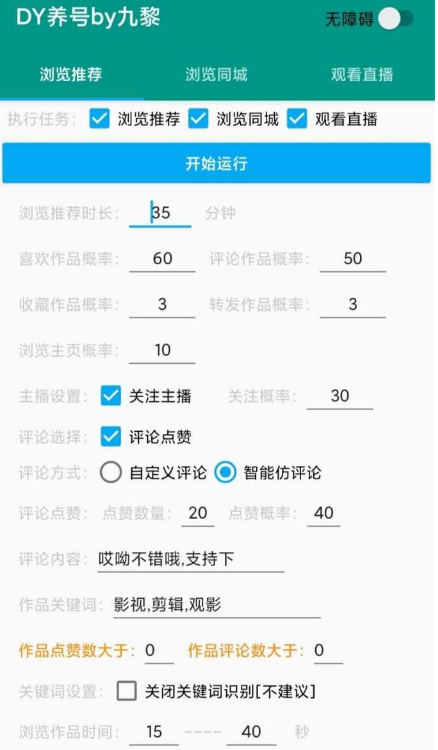 DY养号by九黎 无障碍
浏览推荐 浏览同城 观看直播
执行任务: 浏览推荐 浏览同城 观看直播
开始运行
浏览推荐时长: 35 分钟
喜欢作品概率: 60 评论作品概率: 50
收藏作品概率: 3 转发作品概率: 3
浏览主页概率: 10
主播设置: 关注主播 关注概率: 30
评论选择: 评论点赞
评论方式: 自定义评论 智能仿评论
评论点赞: 点赞数量: 20 点赞概率: 40
评论内容: 哎呦不错哦,支持下
作品关键词: 影视,剪辑,观影
作品点赞数大于: 0 作品评论数大于: 0
关键词设置: 关闭关键词识别[不建议]
浏览作品时间: 15 ---- 40 秒